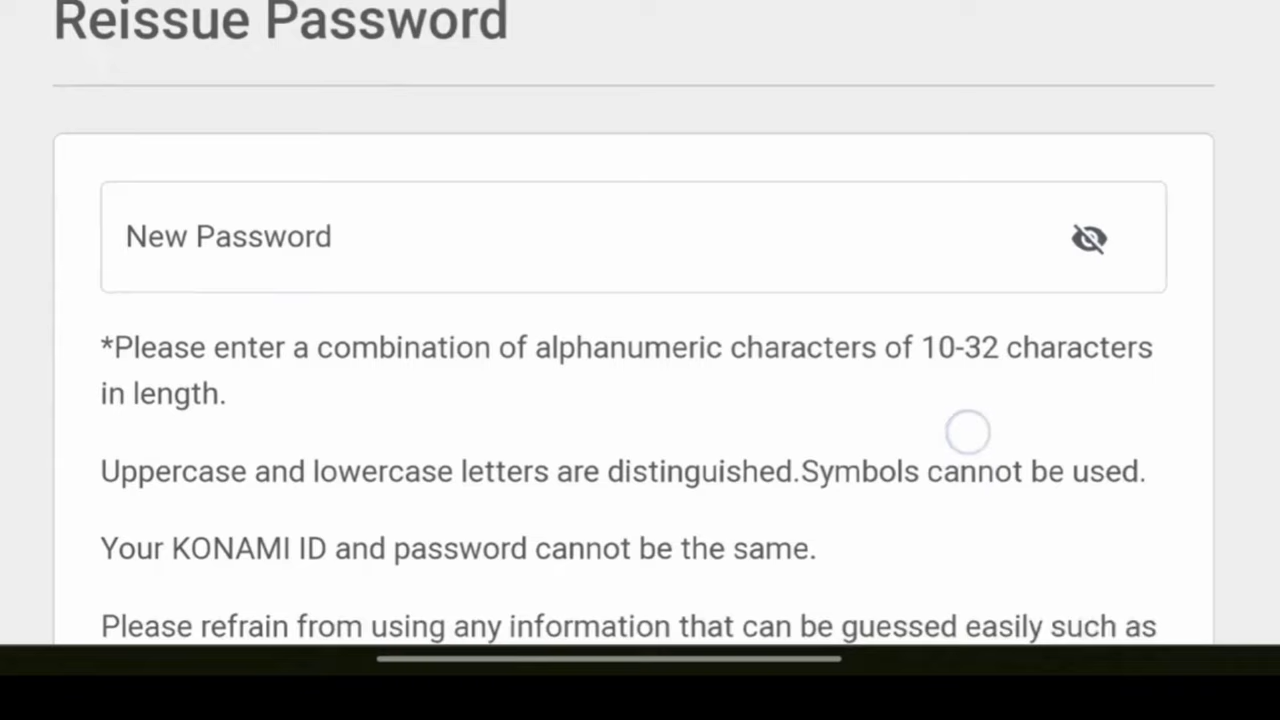 Reissue Password
New Password
*Please enter a combination of alphanumeric characters of 10-32 characters
in length.
Uppercase and lowercase letters are distinguished.Symbols cannot be used.
Your KONAMI ID and password cannot be the same.
Please refrain from using any information that can be guessed easily such as